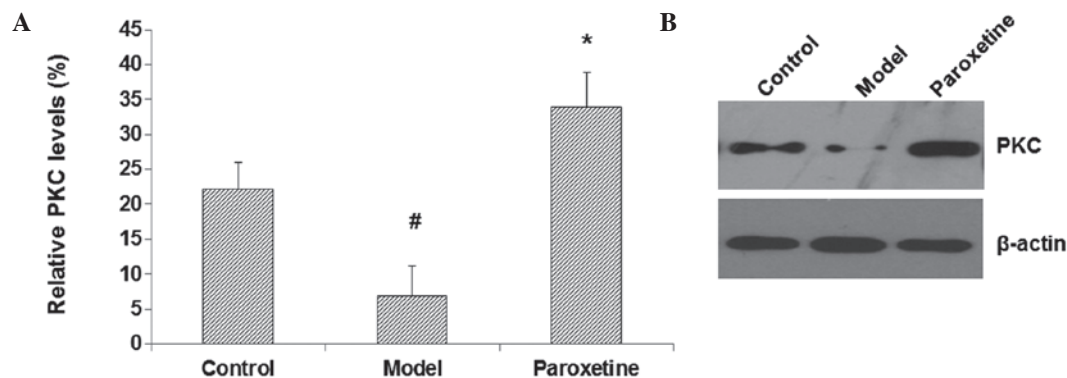 A
Relative PKC levels (%)
45
40
35
30
25
20
15
10
5
0
#
*
Control
Model
Paroxetine
B
Control
Model
Paroxetine
PKC
β-actin